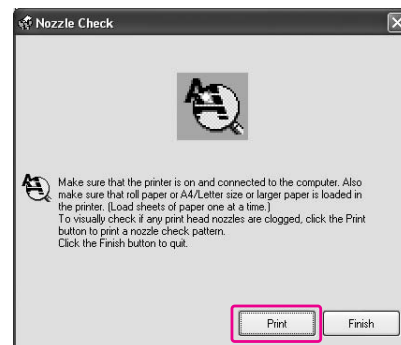 Nozzle Check
Make sure that the printer is on and connected to the computer. Also
make sure that roll paper or A4/Letter size or larger paper is loaded in
the printer. (Load sheets of paper one at a time.)
To visually check if any print head nozzles are clogged, click the Print
button to print a nozzle check pattern.
Click the Finish button to quit.
Print
Finish